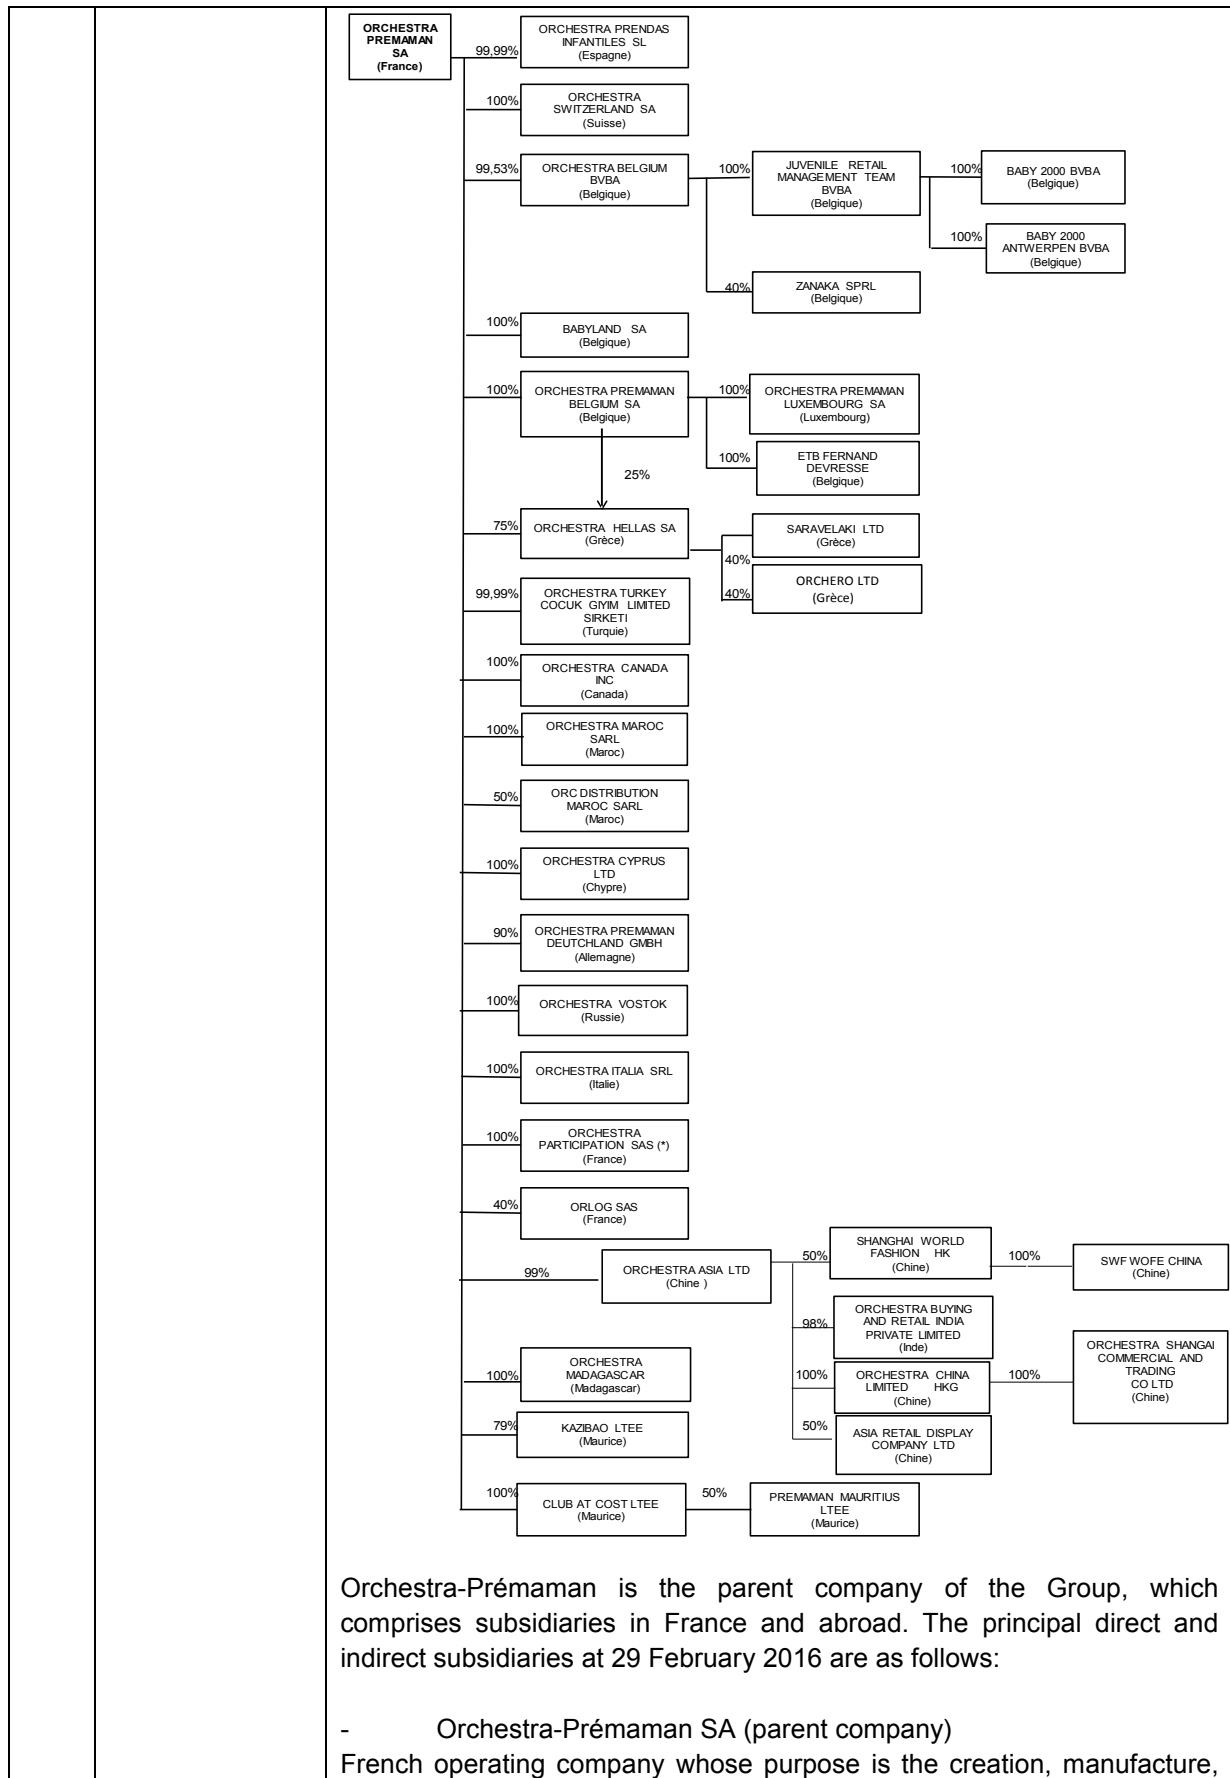 ORCHESTRA
PREMAMAN
SA
(France)
99,99%
ORCHESTRA PRENDAS
INFANTILES SL
(Espagne)
100%
ORCHESTRA
SWITZERLAND SA
(Suisse)
99,53%
ORCHESTRA BELGIUM
BVBA
(Belgique)
100%
JUVENILE RETAIL
MANAGEMENT TEAM
BVBA
(Belgique)
100%
BABY 2000 BVBA
(Belgique)
100%
BABY 2000
ANTWERPEN BVBA
(Belgique)
40%
ZANAKA SPRL
(Belgique)
100%
BABYLAND SA
(Belgique)
100%
ORCHESTRA PREMAMAN
BELGIUM SA
(Belgique)
100%
ORCHESTRA PREMAMAN
LUXEMBOURG SA
(Luxembourg)
100%
ETB FERNAND
DEVRESSE
(Belgique)
25%
75%
ORCHESTRA HELLAS SA
(Grèce)
SARAVELAKI LTD
(Grèce)
40%
40%
ORCHERO LTD
(Grèce)
99,99%
ORCHESTRA TURKEY
COCUK GIYIM LIMITED
SIRKETI
(Turquie)
100%
ORCHESTRA CANADA
INC
(Canada)
100%
ORCHESTRA MAROC
SARL
(Maroc)
50%
ORC DISTRIBUTION
MAROC SARL
(Maroc)
100%
ORCHESTRA CYPRUS
LTD
(Chypre)
90%
ORCHESTRA PREMAMAN
DEUTCHLAND GMBH
(Allemagne)
100%
ORCHESTRA VOSTOK
(Russie)
100%
ORCHESTRA ITALIA SRL
(Italie)
100%
ORCHESTRA
PARTICIPATION SAS (*)
(France)
40%
ORLOG SAS
(France)
99%
ORCHESTRA ASIA LTD
(Chine )
50%
SHANGHAI WORLD
FASHION HK
(Chine)
100%
SWF WOFE CHINA
(Chine)
98%
ORCHESTRA BUYING
AND RETAIL INDIA
PRIVATE LIMITED
(Inde)
100%
ORCHESTRA CHINA
LIMITED HKG
(Chine)
100%
ORCHESTRA SHANGAI
COMMERCIAL AND
TRADING
CO LTD
(Chine)
50%
ASIA RETAIL DISPLAY
COMPANY LTD
(Chine)
100%
ORCHESTRA
MADAGASCAR
(Madagascar)
79%
KAZIBAO LTEE
(Maurice)
100%
CLUB AT COST LTEE
(Maurice)
50%
PREMAMAN MAURITIUS
LTEE
(Maurice)
Orchestra-Prémaman is the parent company of the Group, which
comprises subsidiaries in France and abroad. The principal direct and
indirect subsidiaries at 29 February 2016 are as follows:
- Orchestra-Prémaman SA (parent company)
French operating company whose purpose is the creation, manufacture,